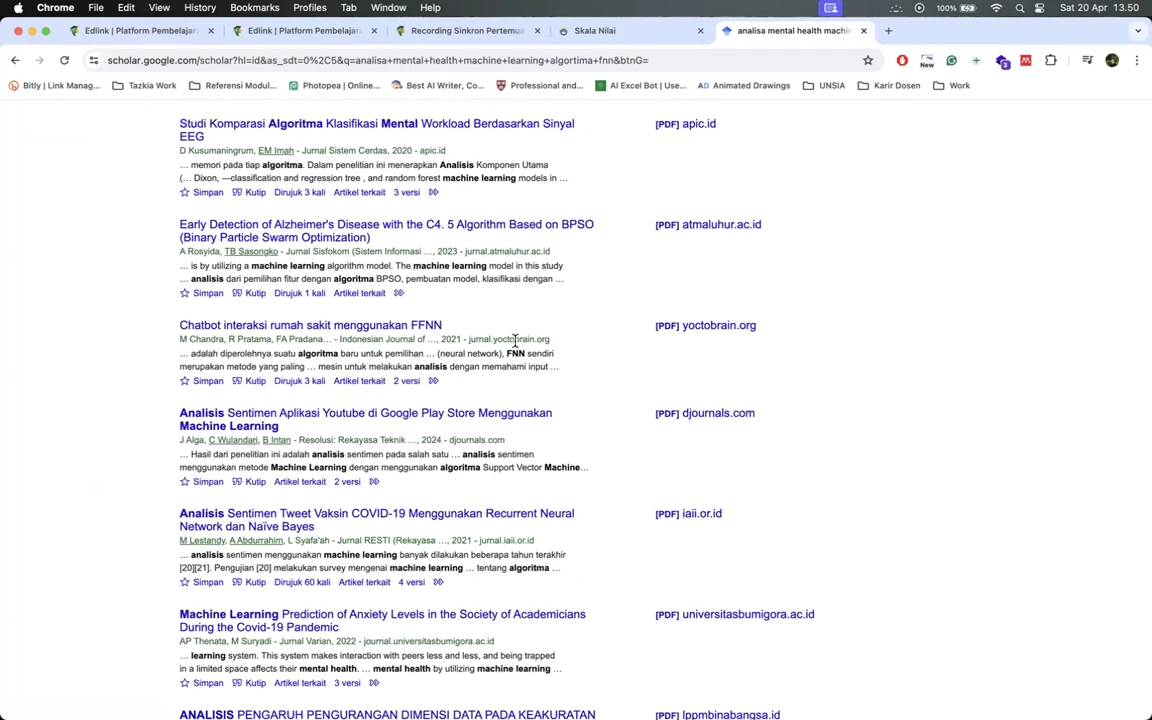 Chrome File Edit View History Bookmarks Profiles Tab Window Help 100% Sat 20 Apr 13.50
Edlink | Platform Pembelajar Edlink | Platform Pembelajar Recording Sinkron Pertemua Skala Nilai analisa mental health machin
scholar.google.com/scholar?hl=id&as_sdt=0%2C5&q=analisa+mental+health+machine+learning+algortima+fnn&btnG=
New
Bitly | Link Manag... Tazkia Work Referensi Modul... Photopea | Online... Best AI Writer, Co... Professional and... AI Excel Bot | Use... AD Animated Drawings UNSIA Karir Dosen Work
Studi Komparasi Algoritma Klasifikasi Mental Workload Berdasarkan Sinyal
EEG
[PDF] apic.id
D Kusumaningrum, EM Imah - Jurnal Sistem Cerdas, 2020 - apic.id
... memori pada tiap algoritma. Dalam penelitian ini menerapkan Analisis Komponen Utama
(... Dixon, —classification and regression tree , and random forest machine learning models in ...
Simpan Kutip Dirujuk 3 kali Artikel terkait 3 versi
Early Detection of Alzheimer's Disease with the C4. 5 Algorithm Based on BPSO
(Binary Particle Swarm Optimization)
[PDF] atmaluhur.ac.id
A Rosyida, TB Sasongko - Jurnal Sisfokom (Sistem Informasi ..., 2023 - jurnal.atmaluhur.ac.id
... is by utilizing a machine learning algorithm model. The machine learning model in this study
... analisis dari pemilihan fitur dengan algoritma BPSO, pembuatan model, klasifikasi dengan ...
Simpan Kutip Dirujuk 1 kali Artikel terkait
Chatbot interaksi rumah sakit menggunakan FFNN
[PDF] yoctobrain.org
M Chandra, R Pratama, FA Pradana... - Indonesian Journal of ..., 2021 - jurnal.yoctobrain.org
... adalah diperolehnya suatu algoritma baru untuk pemilihan ... (neural network), FNN sendiri
merupakan metode yang paling ... mesin untuk melakukan analisis dengan memahami input ...
Simpan Kutip Dirujuk 3 kali Artikel terkait 2 versi
Analisis Sentimen Aplikasi Youtube di Google Play Store Menggunakan
Machine Learning
[PDF] djournals.com
J Alga, C Wulandari, B Intan - Resolusi: Rekayasa Teknik ..., 2024 - djournals.com
... Hasil dari penelitian ini adalah analisis sentimen pada salah satu ... analisis sentimen
menggunakan metode Machine Learning dengan menggunakan algoritma Support Vector Machine...
Simpan Kutip Artikel terkait 2 versi
Analisis Sentimen Tweet Vaksin COVID-19 Menggunakan Recurrent Neural
Network dan Naïve Bayes
[PDF] iaii.or.id
M Lestandy, A Abdurrahim, L Syafa'ah - Jurnal RESTI (Rekayasa ..., 2021 - jurnal.iaii.or.id
... analisis sentimen menggunakan machine learning banyak dilakukan beberapa tahun terakhir
[20][21]. Pengujian [20] melakukan survey mengenai machine learning ... tentang algoritma ...
Simpan Kutip Dirujuk 60 kali Artikel terkait 4 versi
Machine Learning Prediction of Anxiety Levels in the Society of Academicians
During the Covid-19 Pandemic
[PDF] universitasbumigora.ac.id
AP Thenata, M Suryadi - Jurnal Varian, 2022 - journal.universitasbumigora.ac.id
... learning system. This system makes interaction with peers less and less, and being trapped
in a limited space affects their mental health. ... mental health by utilizing machine learning ...
Simpan Kutip Artikel terkait 3 versi
ANALISIS PENGARUH PENGURANGAN DIMENSI DATA PADA KEAKURATAN
[PDF] lppmbinabangsa.id